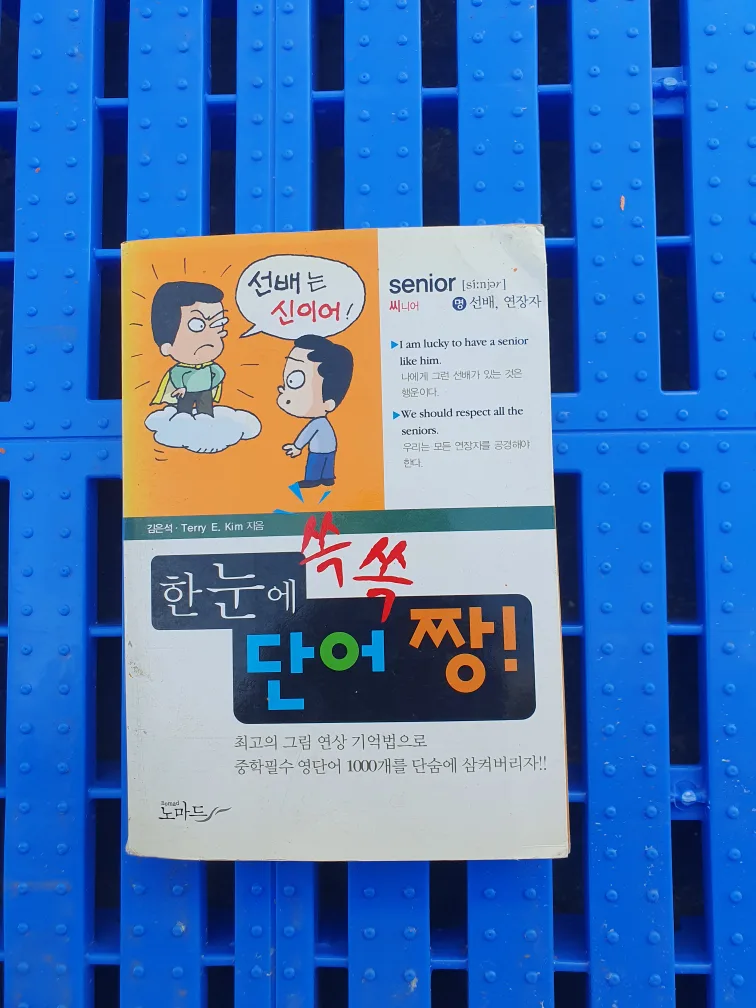 선배는
신이어!
senior [síːnjər]
씨니어 명 선배, 연장자
▶I am lucky to have a senior
like him.
나에게 그런 선배가 있는 것은
행운이다.
▶We should respect all the
seniors.
우리는 모든 연장자를 공경해야
한다.
김은석 · Terry E. Kim 지음
한눈에 쏙쏙
단어 짱!
최고의 그림 연상 기억법으로
중학필수 영단어 1000개를 단숨에 삼켜버리자!!
nomad
노마드